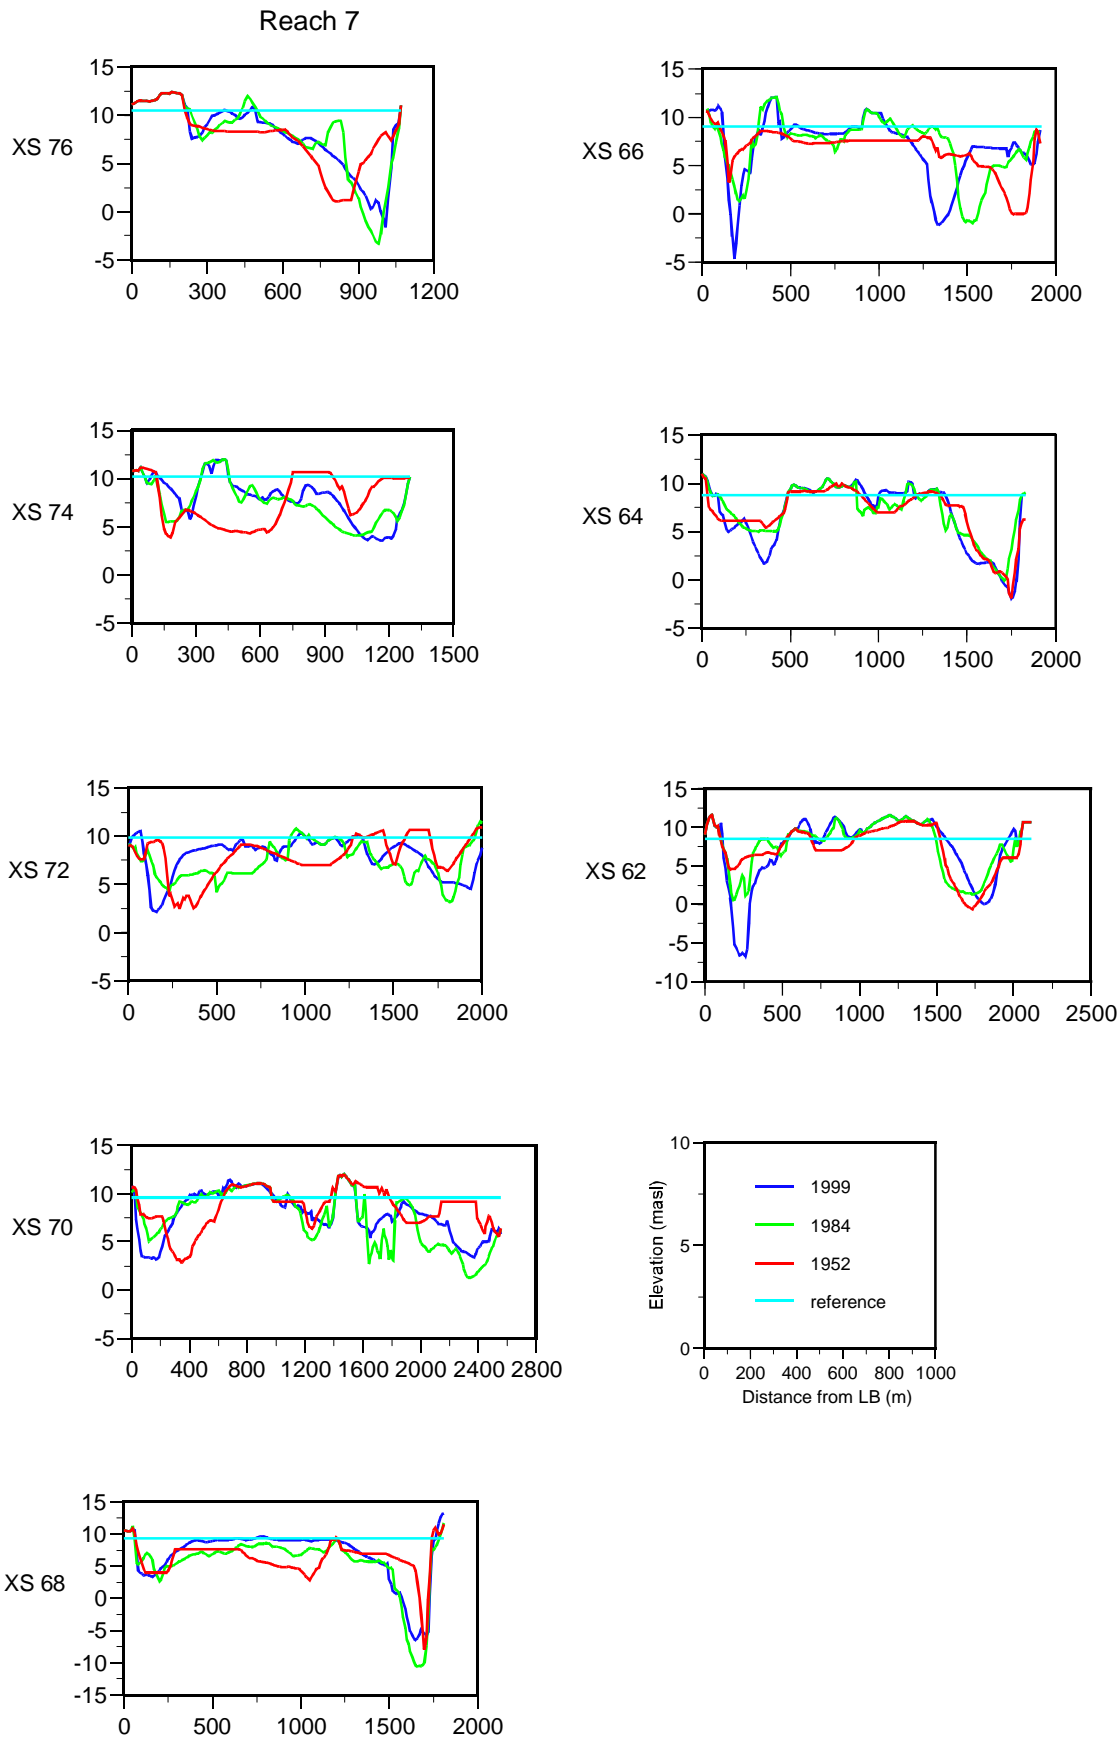 Reach 7
XS 76
15
10
5
0
-5
0 300 600 900 1200
XS 66
15
10
5
0
-5
0 500 1000 1500 2000
XS 74
15
10
5
0
-5
0 300 600 900 1200 1500
XS 64
15
10
5
0
-5
0 500 1000 1500 2000
XS 72
15
10
5
0
-5
0 500 1000 1500 2000
XS 62
15
10
5
0
-5
-10
0 500 1000 1500 2000 2500
XS 70
15
10
5
0
-5
0 400 800 1200 1600 2000 2400 2800
Elevation (masl)
10
5
0
1999
1984
1952
reference
0 200 400 600 800 1000
Distance from LB (m)
XS 68
15
10
5
0
-5
-10
-15
0 500 1000 1500 2000